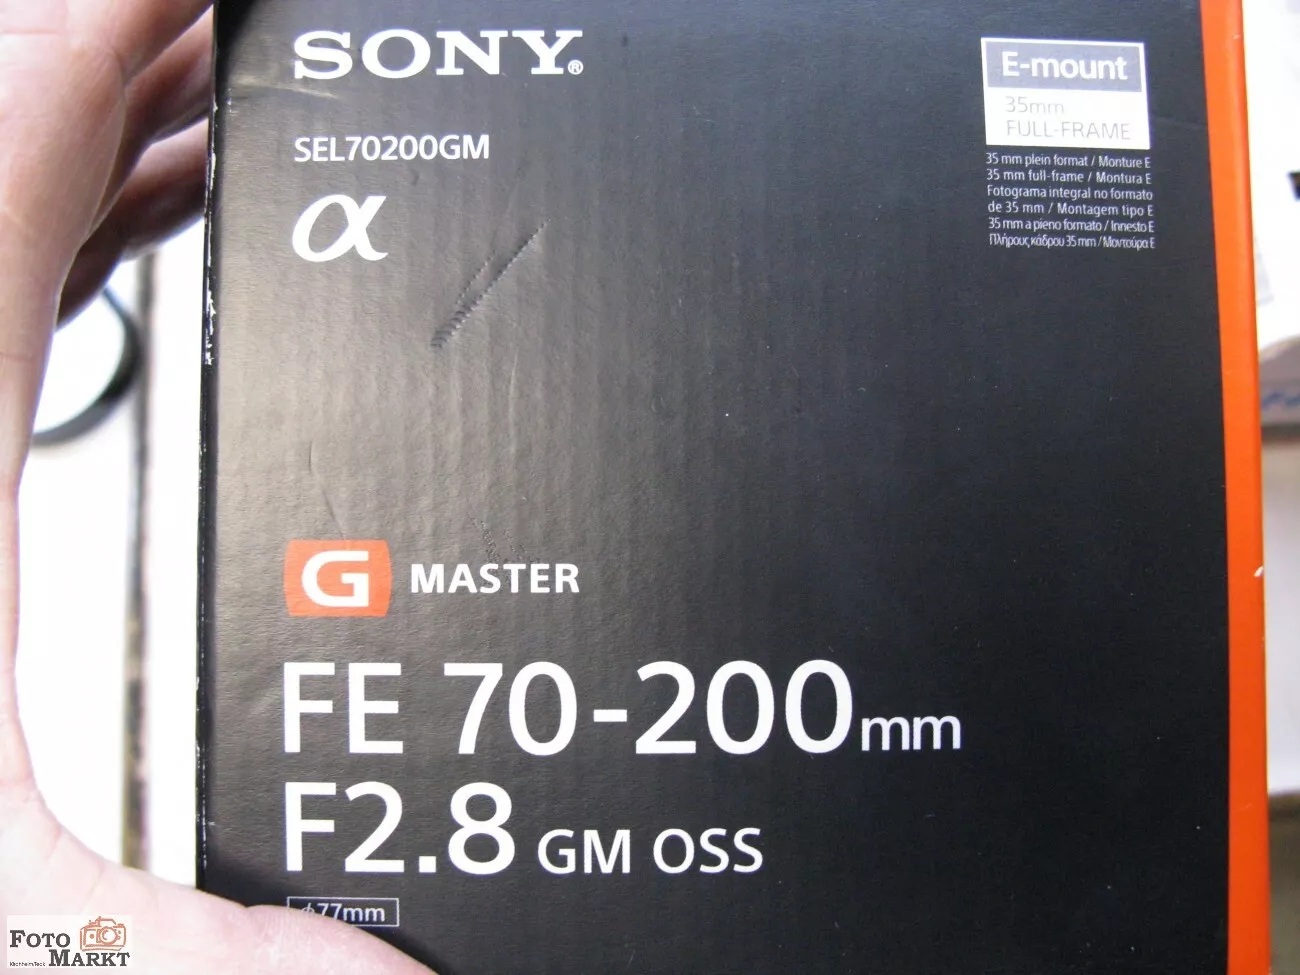 SONY®
SEL70200GM
α
E-mount
35mm
FULL-FRAME
35 mm plein format / Monture E
35 mm full-frame / Montura E
Fotograma integral no formato
de 35 mm / Montagem tipo E
35 mm a pieno formato / Innesto E
Πλήρους κάδρου 35 mm / Μοντούρα E
G MASTER
FE 70-200mm
F2.8 GM OSS
ϕ77mm
FOTO
MARKT